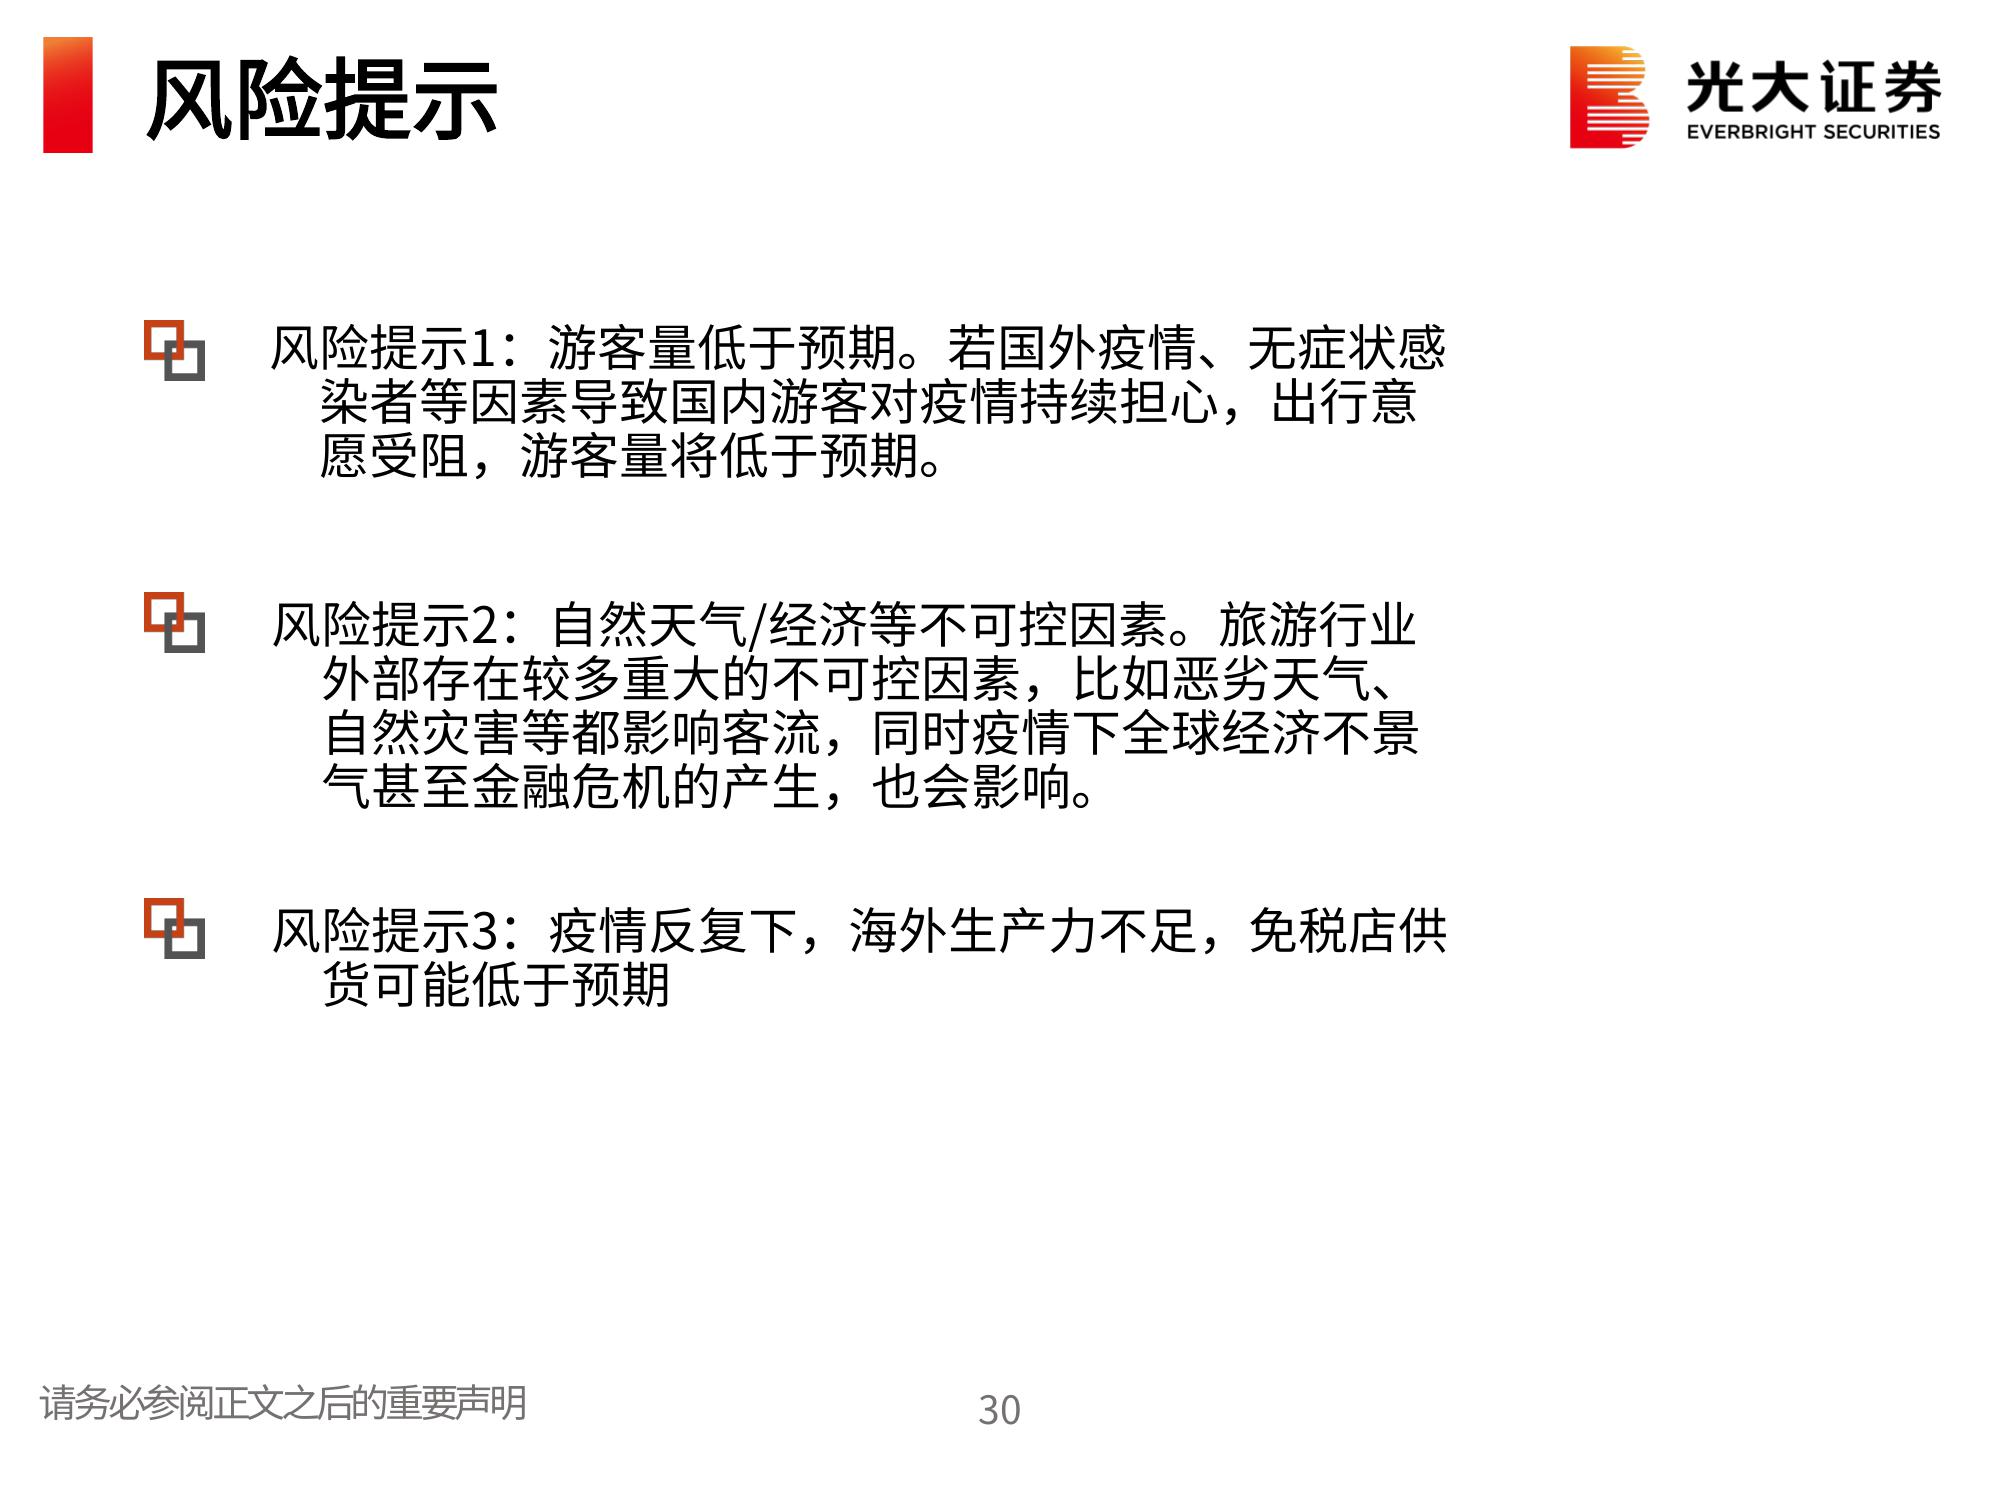 风险提示
光大证券
EVERBRIGHT SECURITIES
风险提示1：游客量低于预期。若国外疫情、无症状感
染者等因素导致国内游客对疫情持续担心，出行意
愿受阻，游客量将低于预期。
风险提示2：自然天气/经济等不可控因素。旅游行业
外部存在较多重大的不可控因素，比如恶劣天气、
自然灾害等都影响客流，同时疫情下全球经济不景
气甚至金融危机的产生，也会影响。
风险提示3：疫情反复下，海外生产力不足，免税店供
货可能低于预期
请务必参阅正文之后的重要声明
30